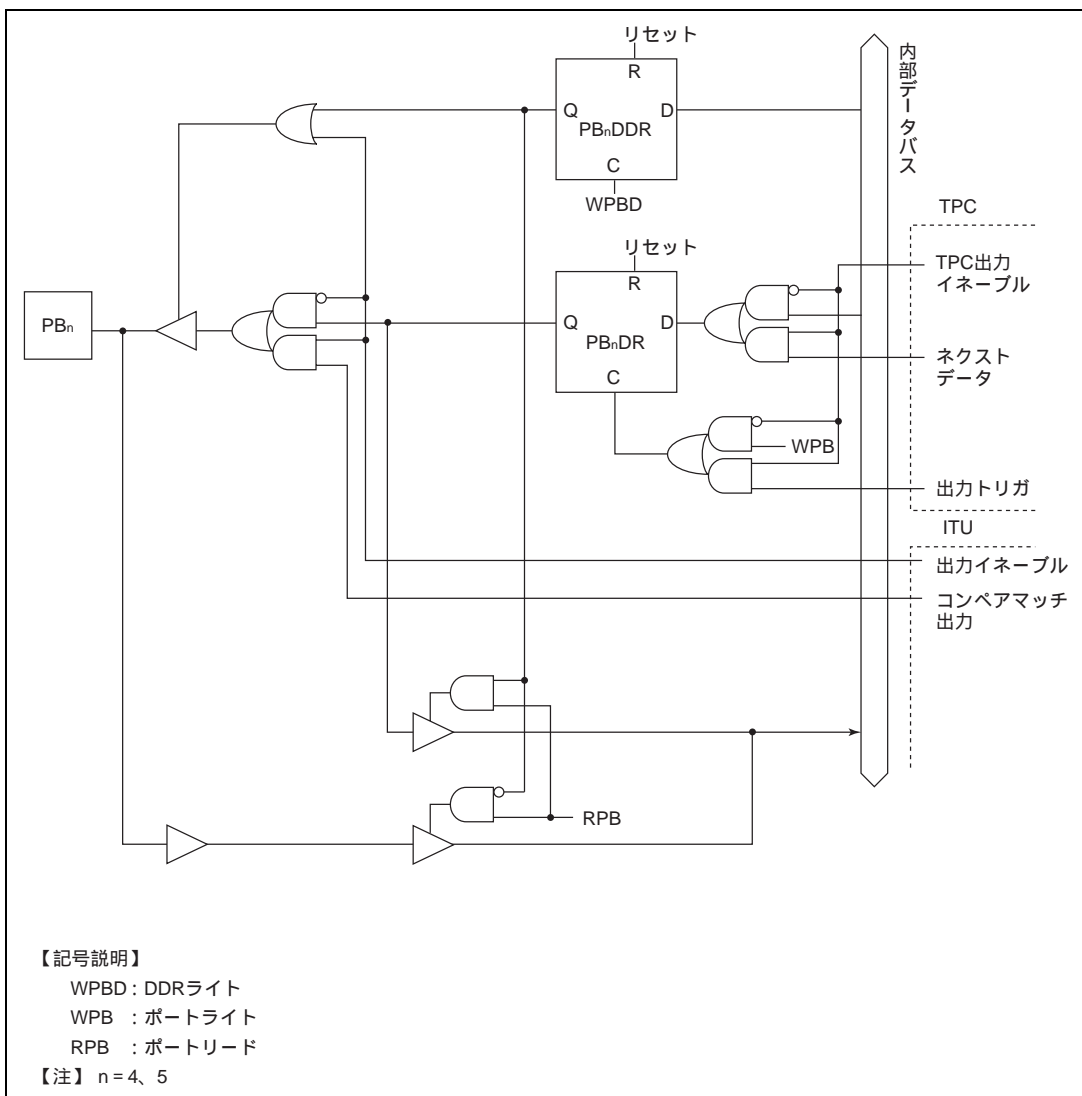 リセット
R
Q
D
PBnDDR
C
WPBD
内部データバス
TPC
リセット
R
TPC出力
イネーブル
PBn
Q
D
PBnDR
C
ネクスト
データ
WPB
出力トリガ
ITU
出力イネーブル
コンペアマッチ
出力
RPB
【記号説明】
WPBD : DDRライト
WPB : ポートライト
RPB : ポートリード
【注】 n = 4、5